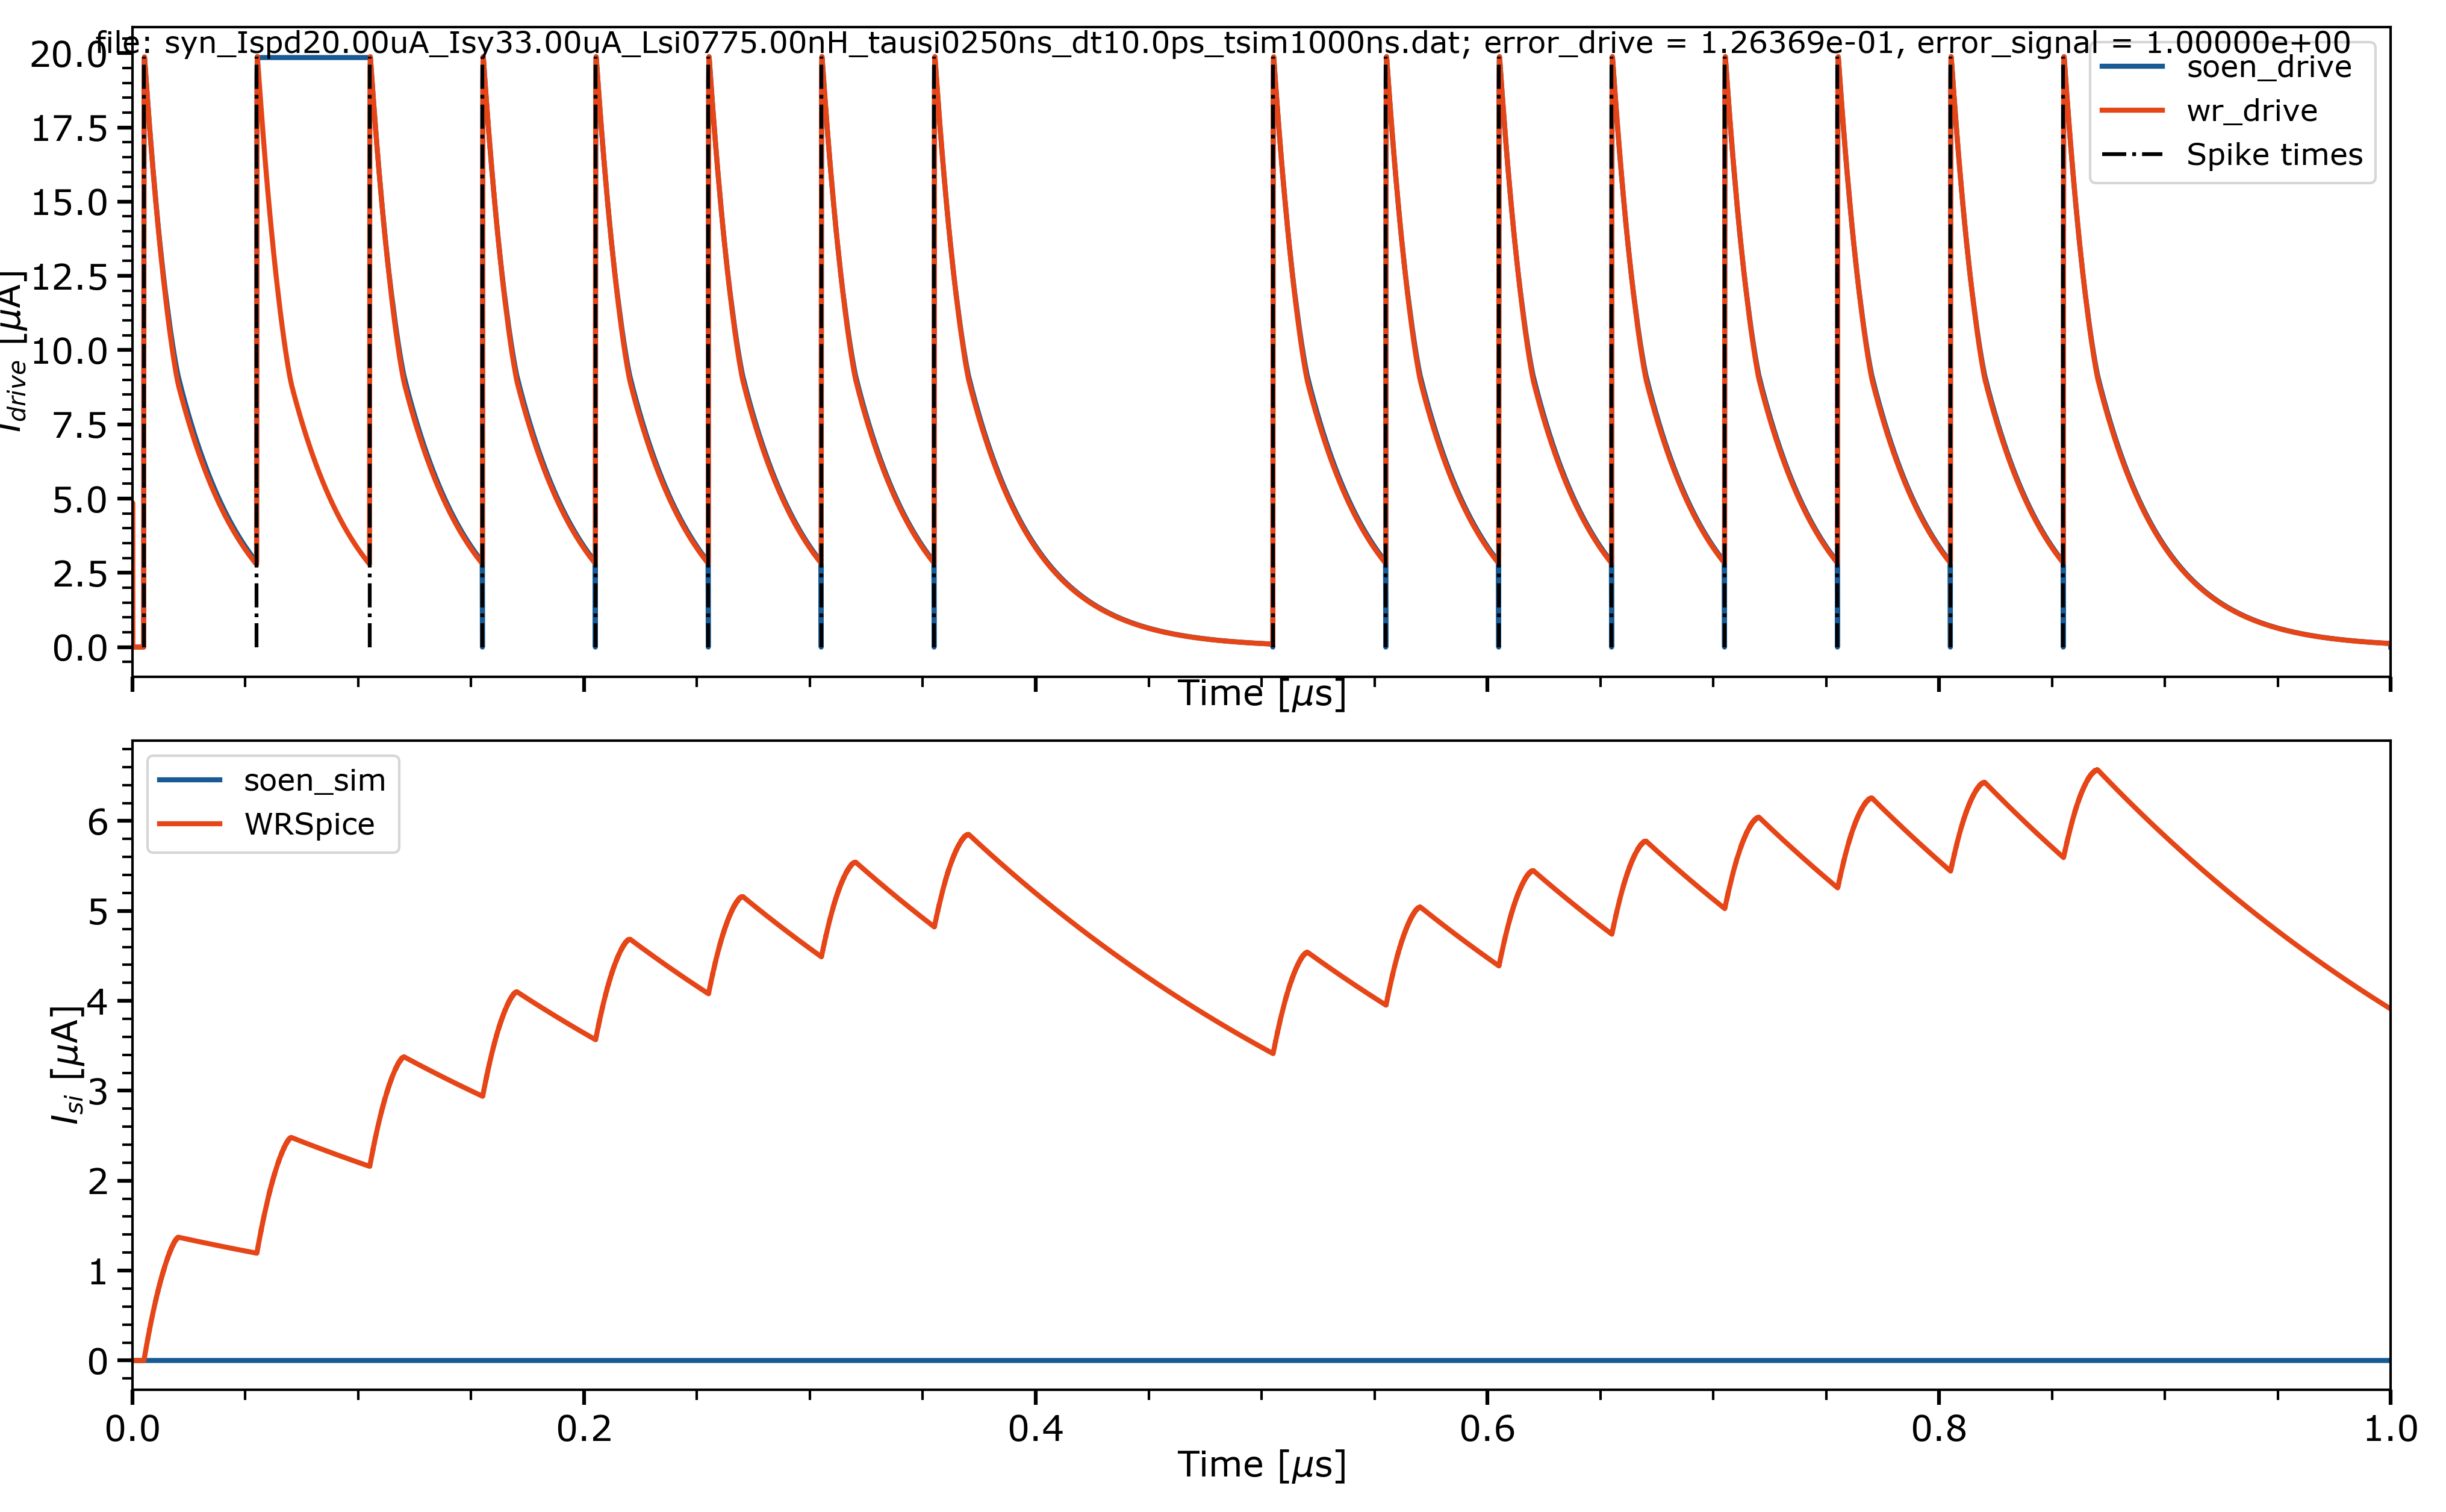 file: syn_Ispd20.00uA_Isy33.00uA_Lsi0775.00nH_tausi0250ns_dt10.0ps_tsim1000ns.dat; error_drive = 1.26369e-01, error_signal = 1.00000e+00
20.0
17.5
15.0
12.5
10.0
7.5
5.0
2.5
0.0
I_drive [μA]
soen_drive
wr_drive
Spike times
Time [μs]
soen_sim
WRSpice
6
5
4
3
2
1
0
I_si [μA]
0.0 0.2 0.4 0.6 0.8 1.0
Time [μs]